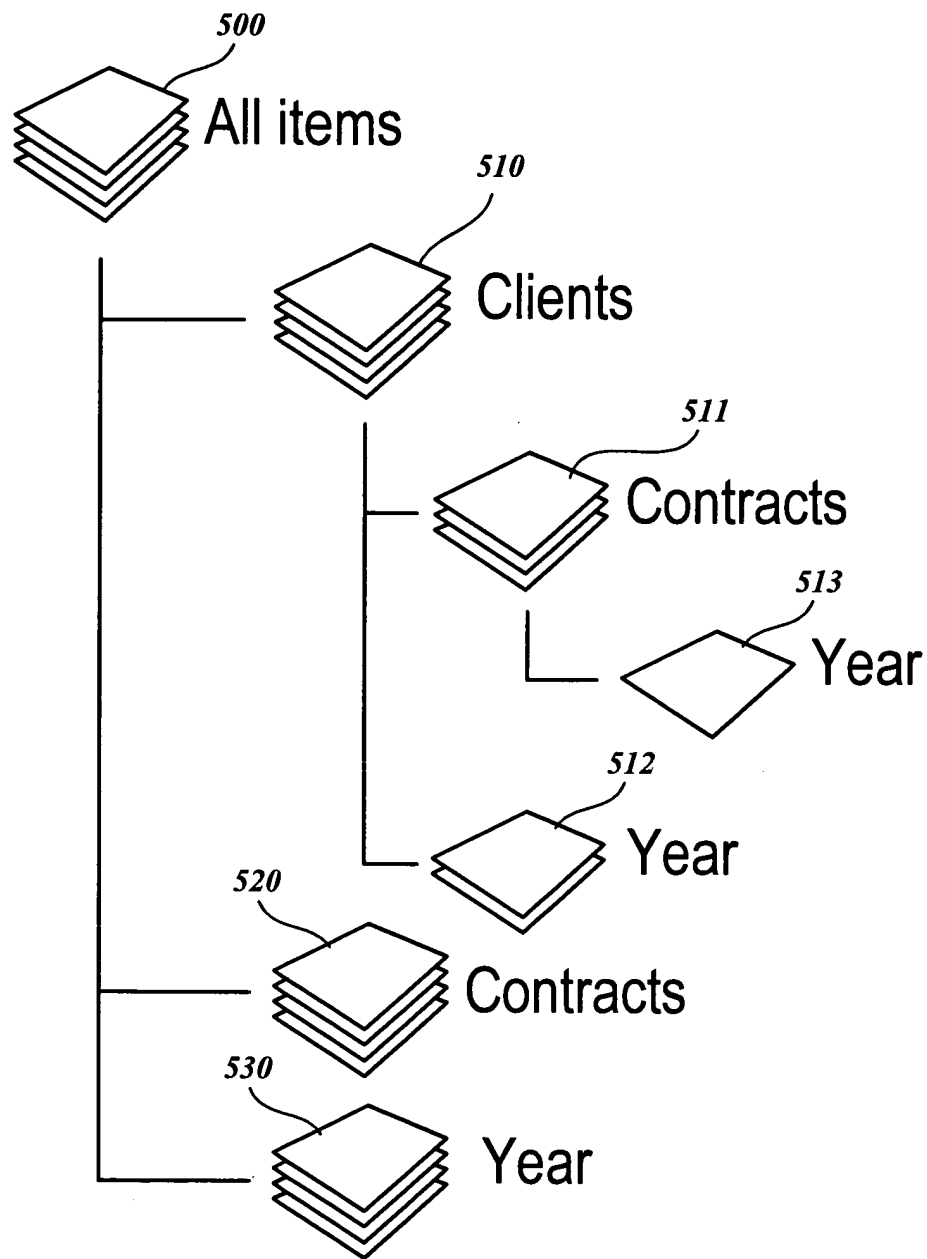 500
All items
510
Clients
511
Contracts
513
Year
512
Year
520
Contracts
530
Year